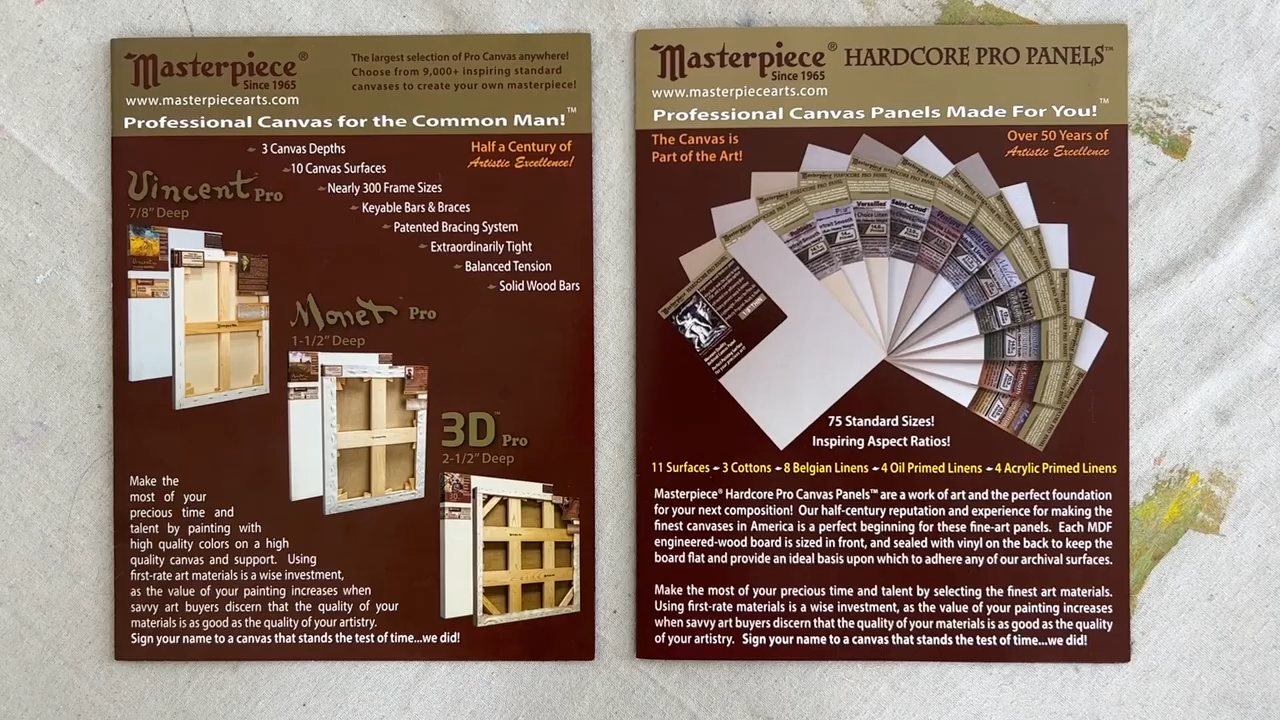 Masterpiece®
Since 1965
www.masterpiecearts.com
The largest selection of Pro Canvas anywhere!
Choose from 9,000+ inspiring standard
canvases to create your own masterpiece!
Professional Canvas for the Common Man!™
3 Canvas Depths
10 Canvas Surfaces
Nearly 300 Frame Sizes
Keyable Bars & Braces
Patented Bracing System
Extraordinarily Tight
Balanced Tension
Solid Wood Bars
Half a Century of
Artistic Excellence!
Vincent Pro
7/8" Deep
Monet Pro
1-1/2" Deep
3D™ Pro
2-1/2" Deep
Make the
most of your
precious time and
talent by painting with
high quality colors on a high
quality canvas and support. Using
first-rate art materials is a wise investment,
as the value of your painting increases when
savvy art buyers discern that the quality of your
materials is as good as the quality of your artistry.
Sign your name to a canvas that stands the test of time...we did!
Masterpiece® HARDCORE PRO PANELS™
Since 1965
www.masterpiecearts.com
Professional Canvas Panels Made For You!™
The Canvas is
Part of the Art!
Over 50 Years of
Artistic Excellence
Versailles
Saint-Cloud
75 Standard Sizes!
Inspiring Aspect Ratios!
11 Surfaces - 3 Cottons - 8 Belgian Linens - 4 Oil Primed Linens - 4 Acrylic Primed Linens
Masterpiece® Hardcore Pro Canvas Panels™ are a work of art and the perfect foundation
for your next composition! Our half-century reputation and experience for making the
finest canvases in America is a perfect beginning for these fine-art panels. Each MDF
engineered-wood board is sized in front, and sealed with vinyl on the back to keep the
board flat and provide an ideal basis upon which to adhere any of our archival surfaces.
Make the most of your precious time and talent by selecting the finest art materials.
Using first-rate materials is a wise investment, as the value of your painting increases
when savvy art buyers discern that the quality of your materials is as good as the quality
of your artistry. Sign your name to a canvas that stands the test of time...we did!